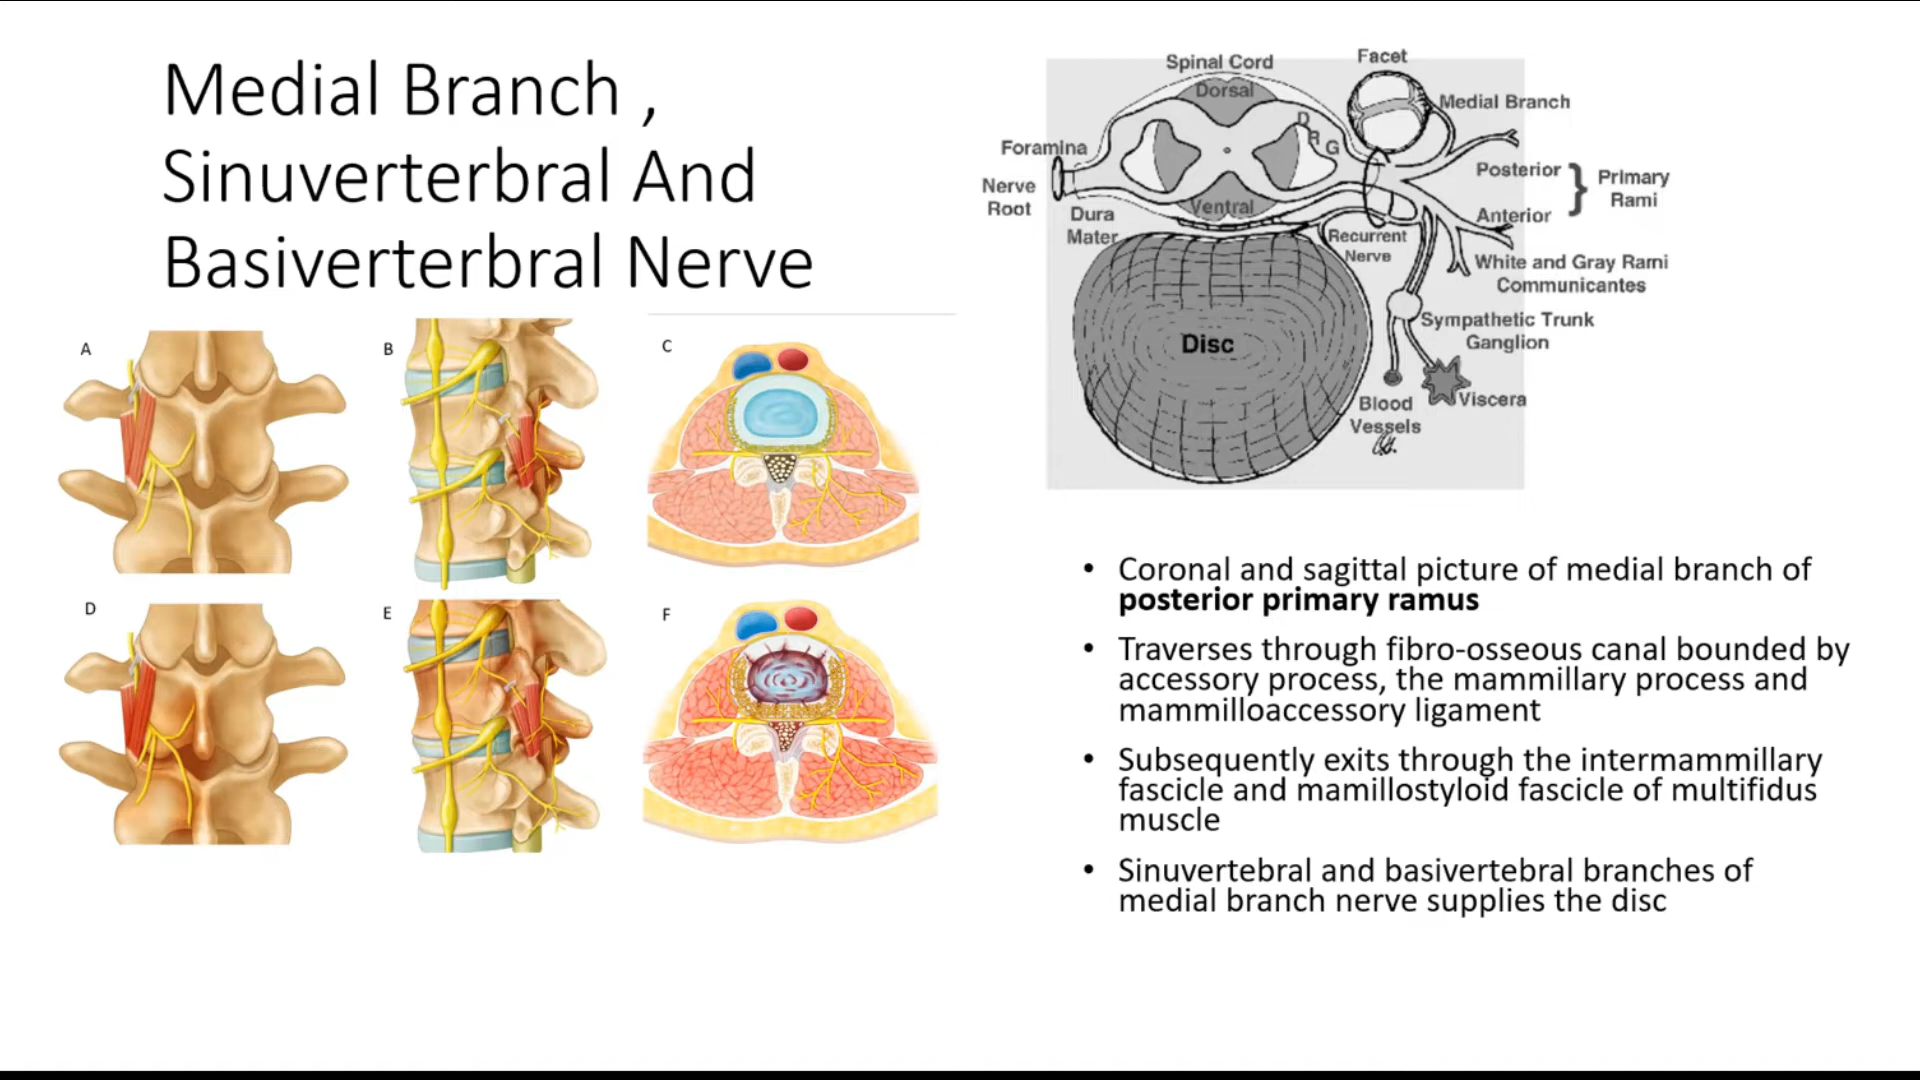 Medial Branch ,
Sinuverterbral And
Basiverterbral Nerve
A
B
C
D
E
F
Spinal Cord
Dorsal
Facet
Medial Branch
D
R
G
Foramina
Nerve
Root
Dura
Mater
Ventral
Posterior
Primary
Rami
Anterior
Recurrent
Nerve
White and Gray Rami
Communicantes
Sympathetic Trunk
Ganglion
Disc
Blood
Vessels
Viscera
• Coronal and sagittal picture of medial branch of
posterior primary ramus
• Traverses through fibro-osseous canal bounded by
accessory process, the mammillary process and
mammilloaccessory ligament
• Subsequently exits through the intermammillary
fascicle and mamillostyloid fascicle of multifidus
muscle
• Sinuvertebral and basivertebral branches of
medial branch nerve supplies the disc